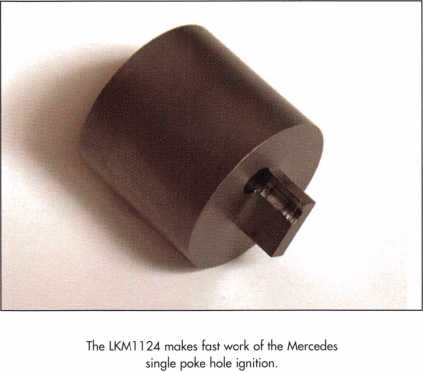 The LKM1124 makes fast work of the Mercedes
single poke hole ignition.